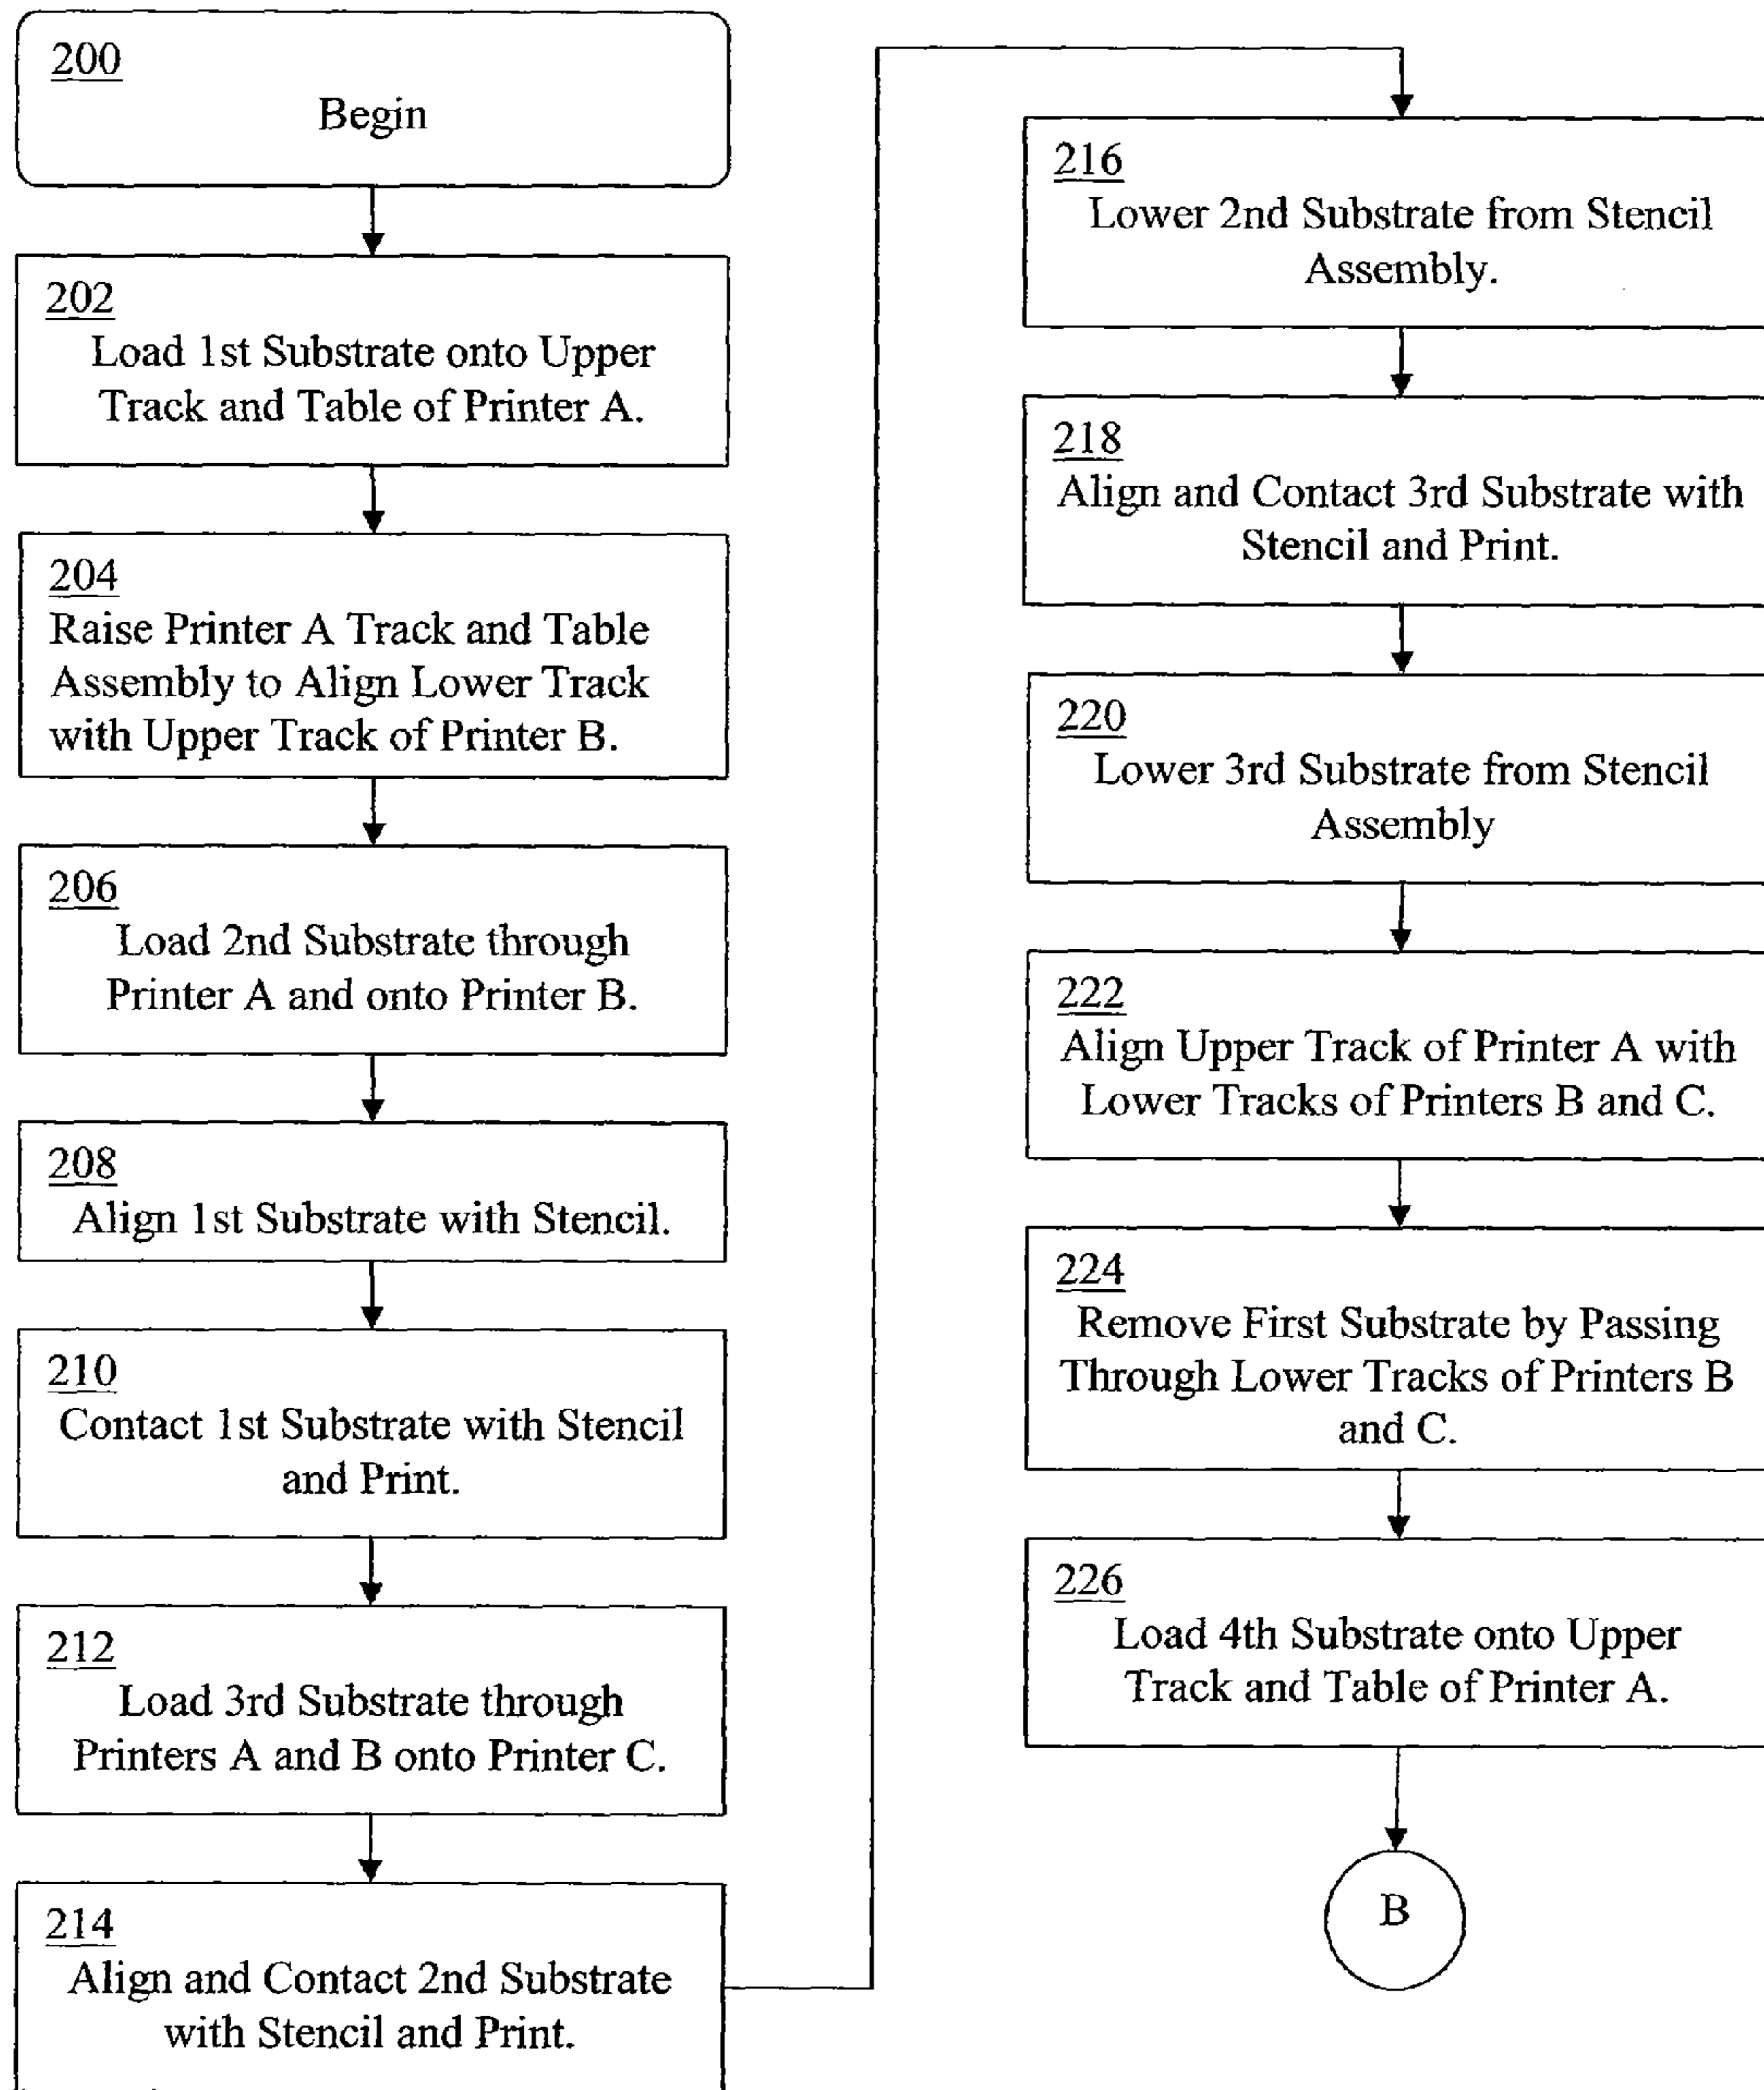 200
Begin
202
Load 1st Substrate onto Upper
Track and Table of Printer A.
204
Raise Printer A Track and Table
Assembly to Align Lower Track
with Upper Track of Printer B.
206
Load 2nd Substrate through
Printer A and onto Printer B.
208
Align 1st Substrate with Stencil.
210
Contact 1st Substrate with Stencil
and Print.
212
Load 3rd Substrate through
Printers A and B onto Printer C.
214
Align and Contact 2nd Substrate
with Stencil and Print.
216
Lower 2nd Substrate from Stencil
Assembly.
218
Align and Contact 3rd Substrate with
Stencil and Print.
220
Lower 3rd Substrate from Stencil
Assembly
222
Align Upper Track of Printer A with
Lower Tracks of Printers B and C.
224
Remove First Substrate by Passing
Through Lower Tracks of Printers B
and C.
226
Load 4th Substrate onto Upper
Track and Table of Printer A.
B